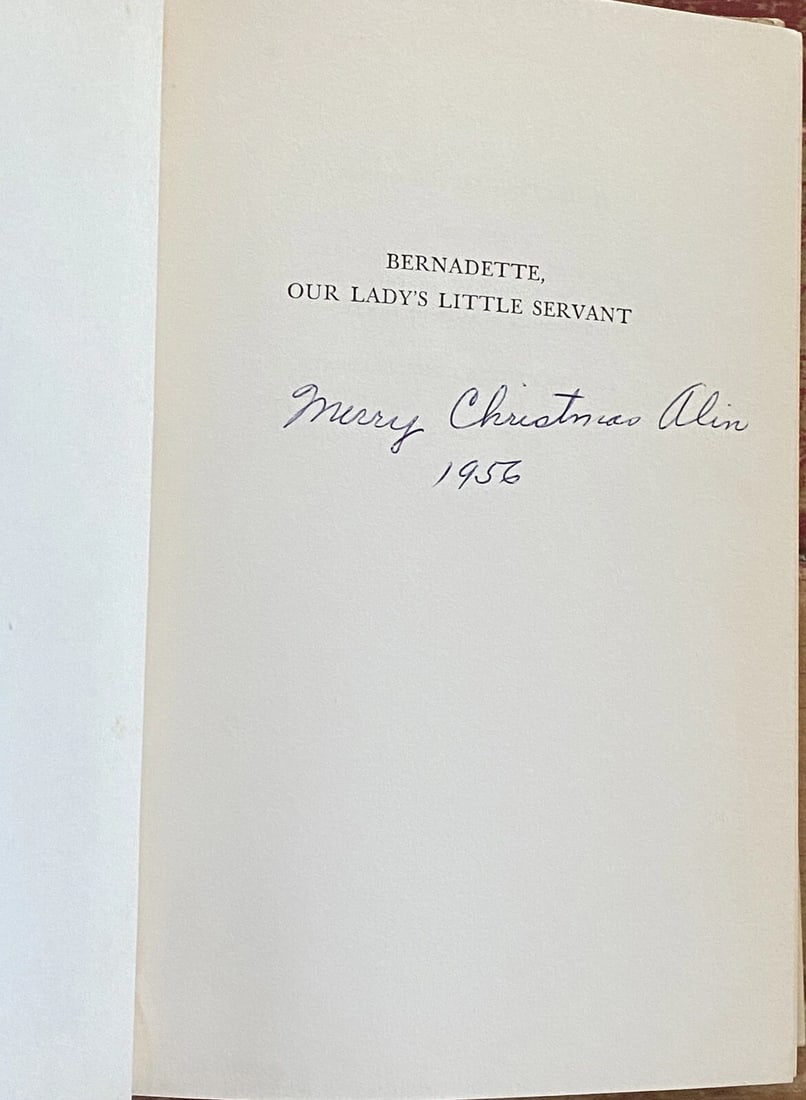 BERNADETTE,
OUR LADY'S LITTLE SERVANT
Merry Christmas Alin
1956